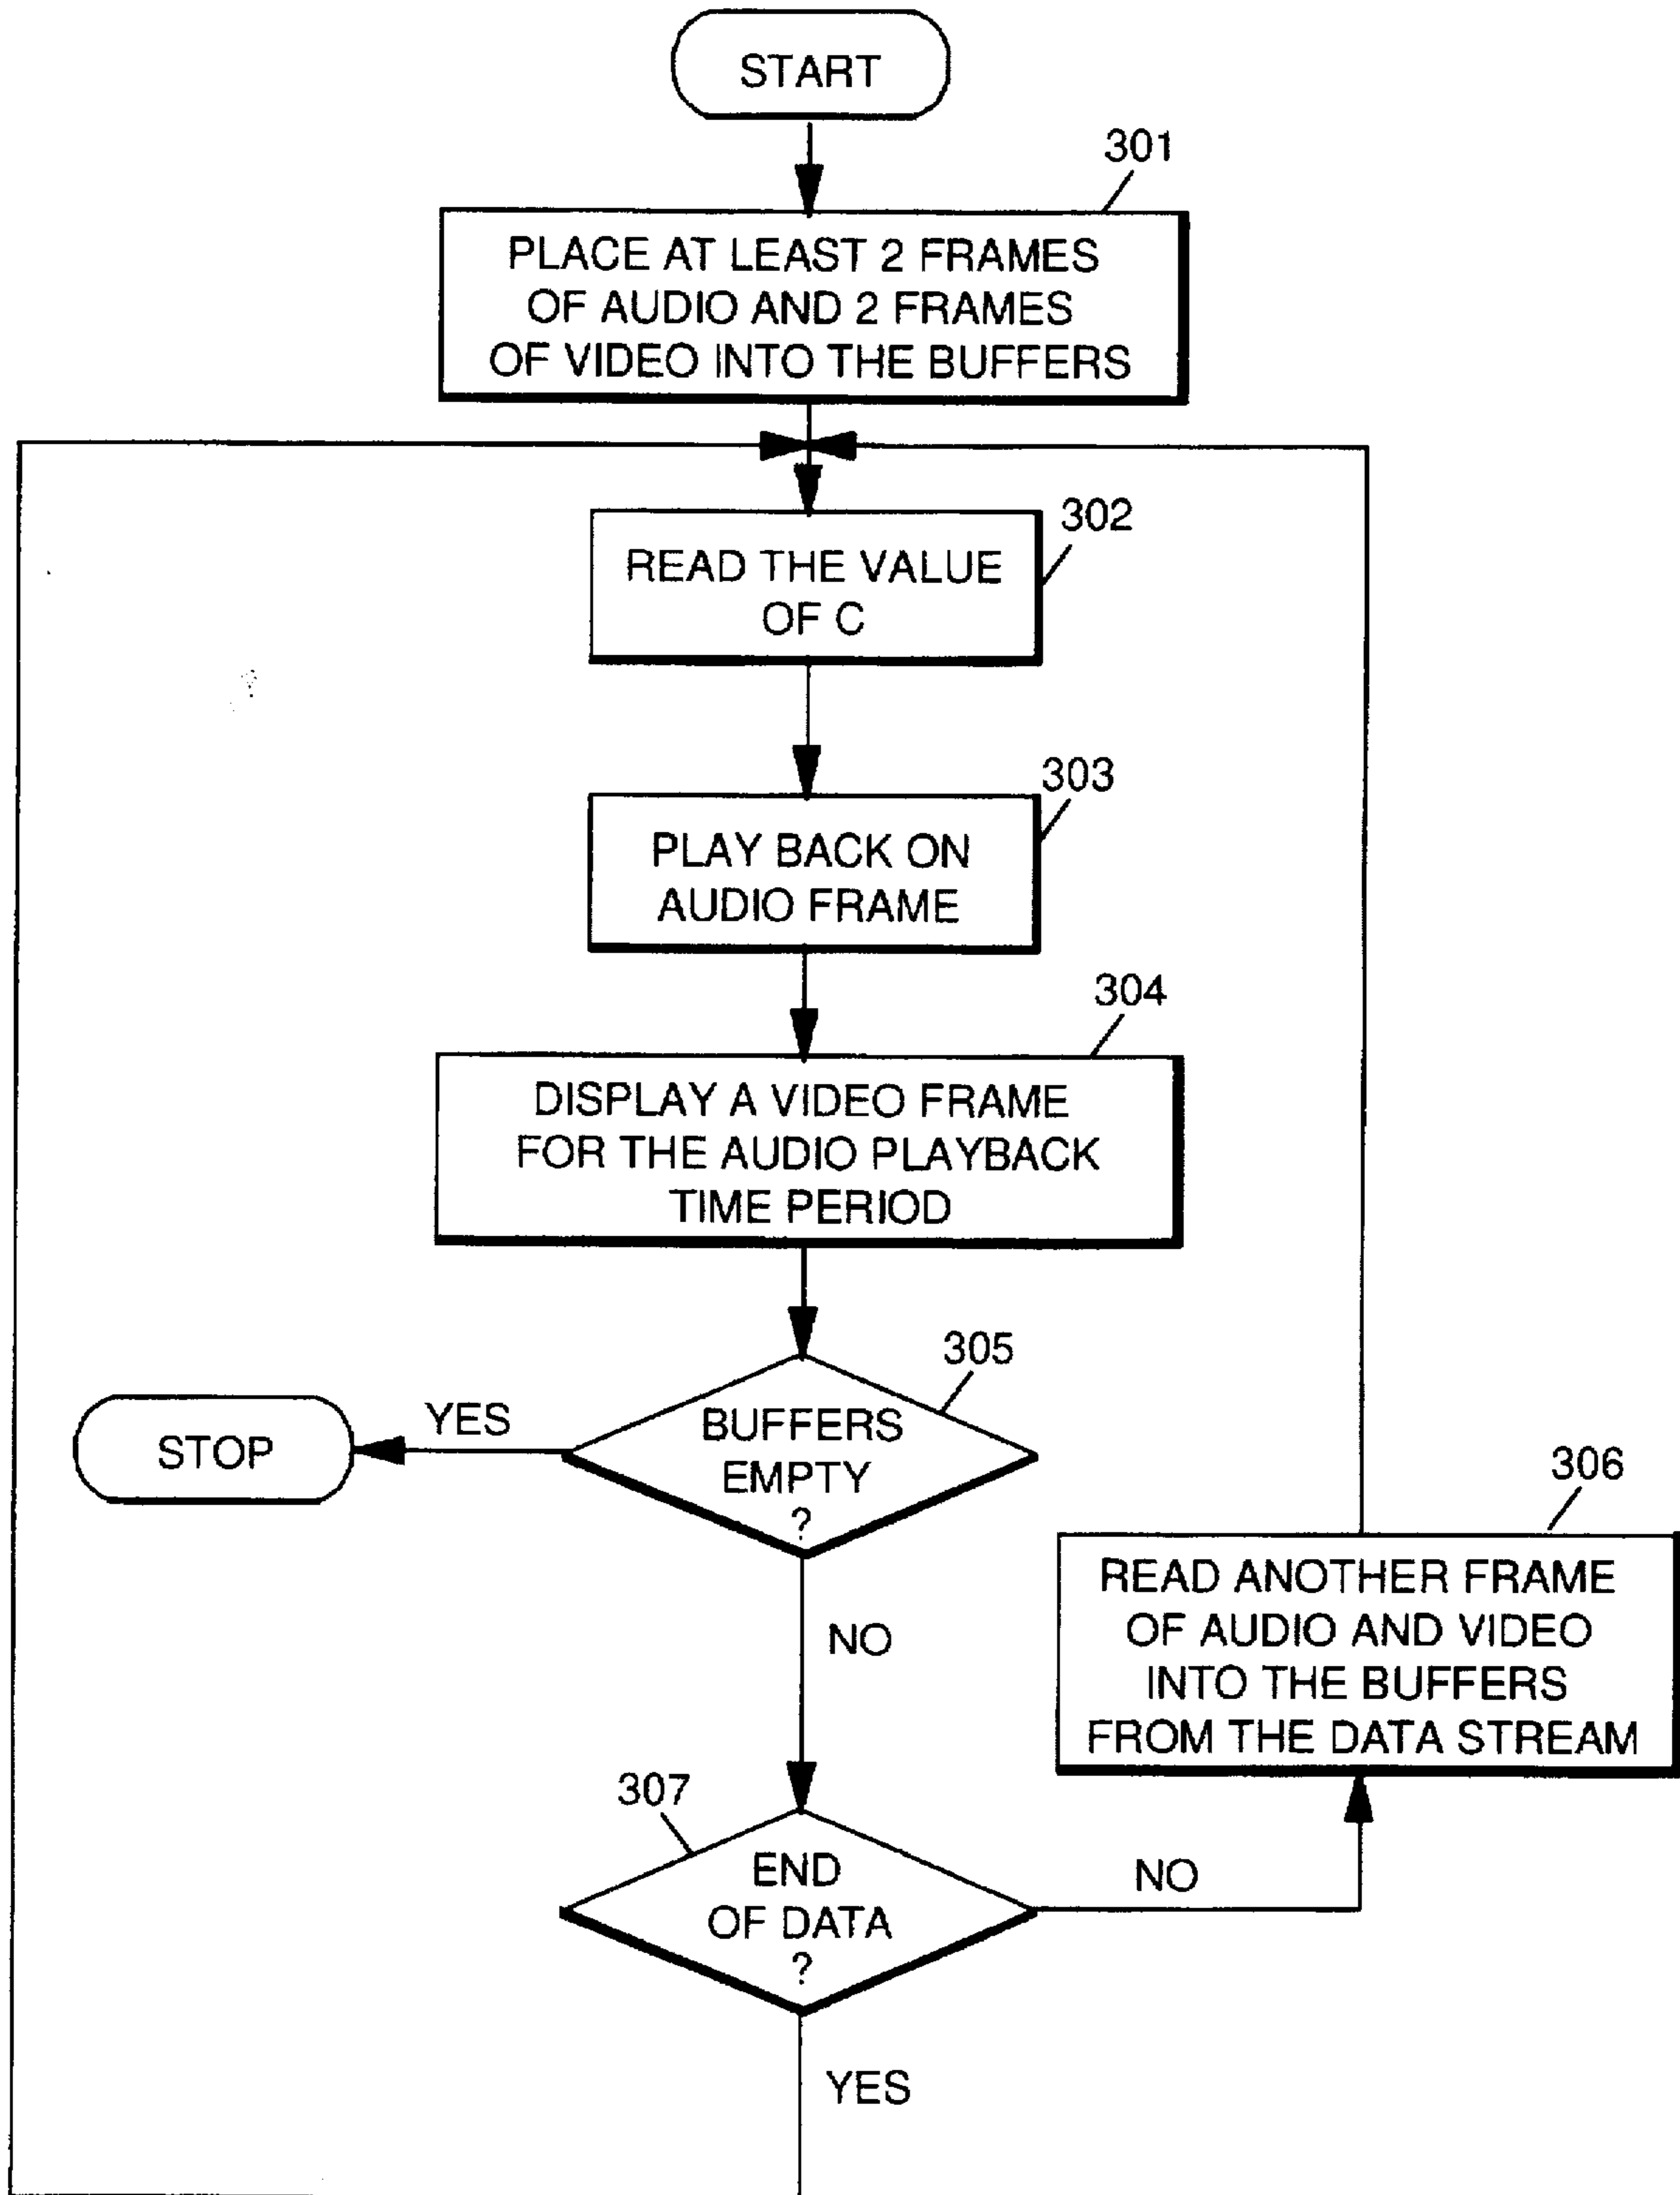 START
301
PLACE AT LEAST 2 FRAMES
OF AUDIO AND 2 FRAMES
OF VIDEO INTO THE BUFFERS
302
READ THE VALUE
OF C
303
PLAY BACK ON
AUDIO FRAME
304
DISPLAY A VIDEO FRAME
FOR THE AUDIO PLAYBACK
TIME PERIOD
305
BUFFERS
EMPTY
?
YES
STOP
NO
306
READ ANOTHER FRAME
OF AUDIO AND VIDEO
INTO THE BUFFERS
FROM THE DATA STREAM
307
END
OF DATA
?
NO
YES